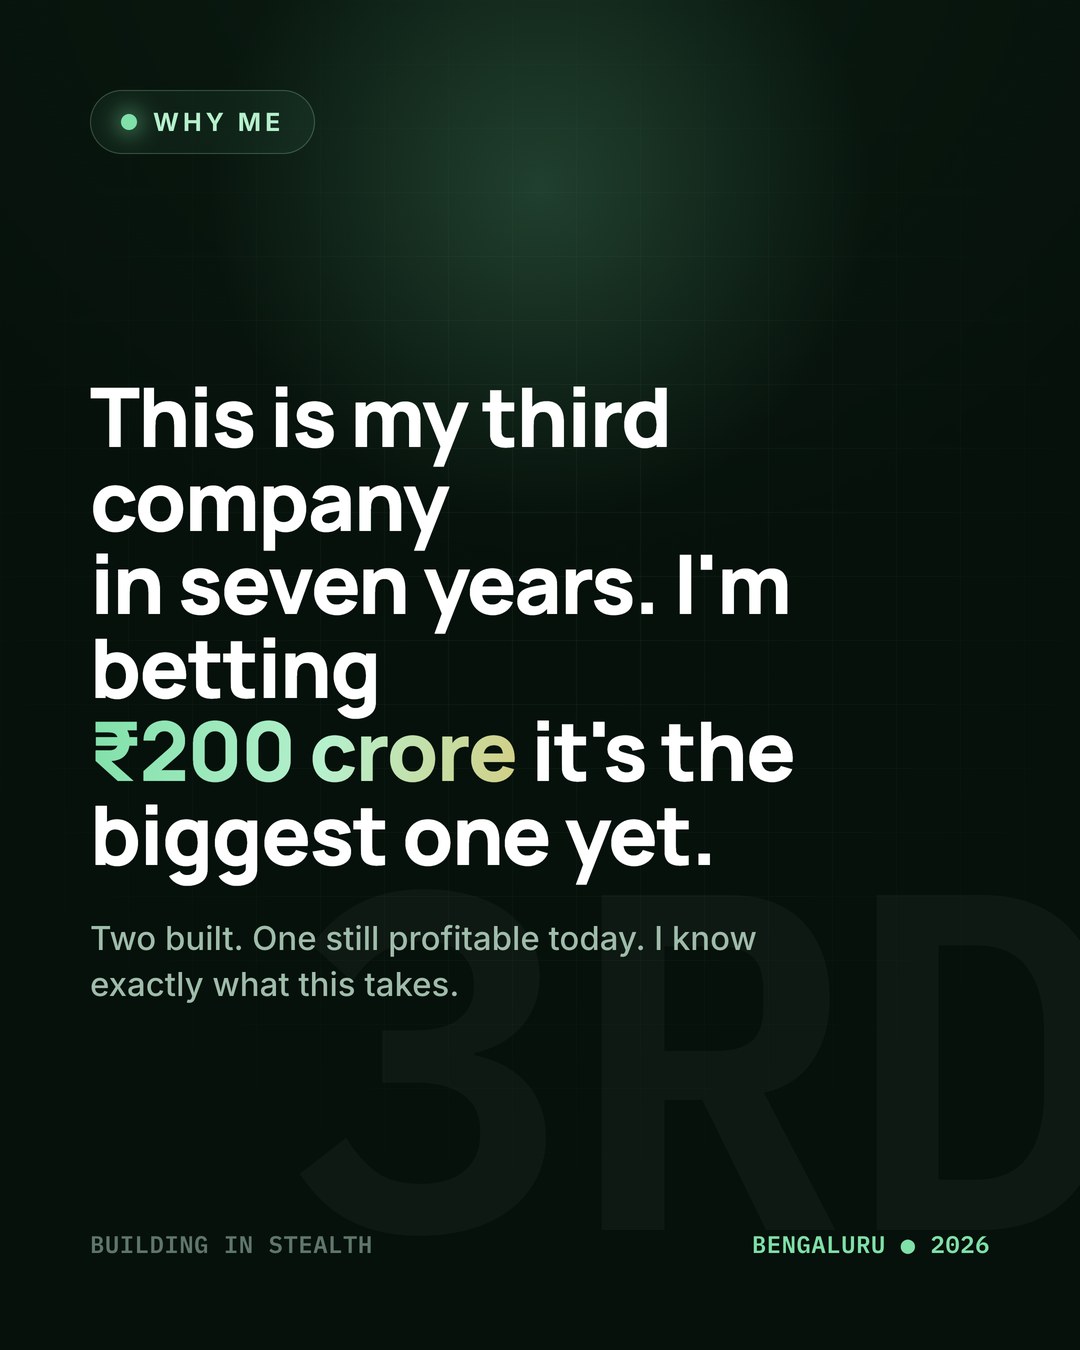 WHY ME
This is my third
company
in seven years. I'm
betting
₹200 crore it's the
biggest one yet.
Two built. One still profitable today. I know
exactly what this takes.
3RD
BUILDING IN STEALTH
BENGALURU ● 2026